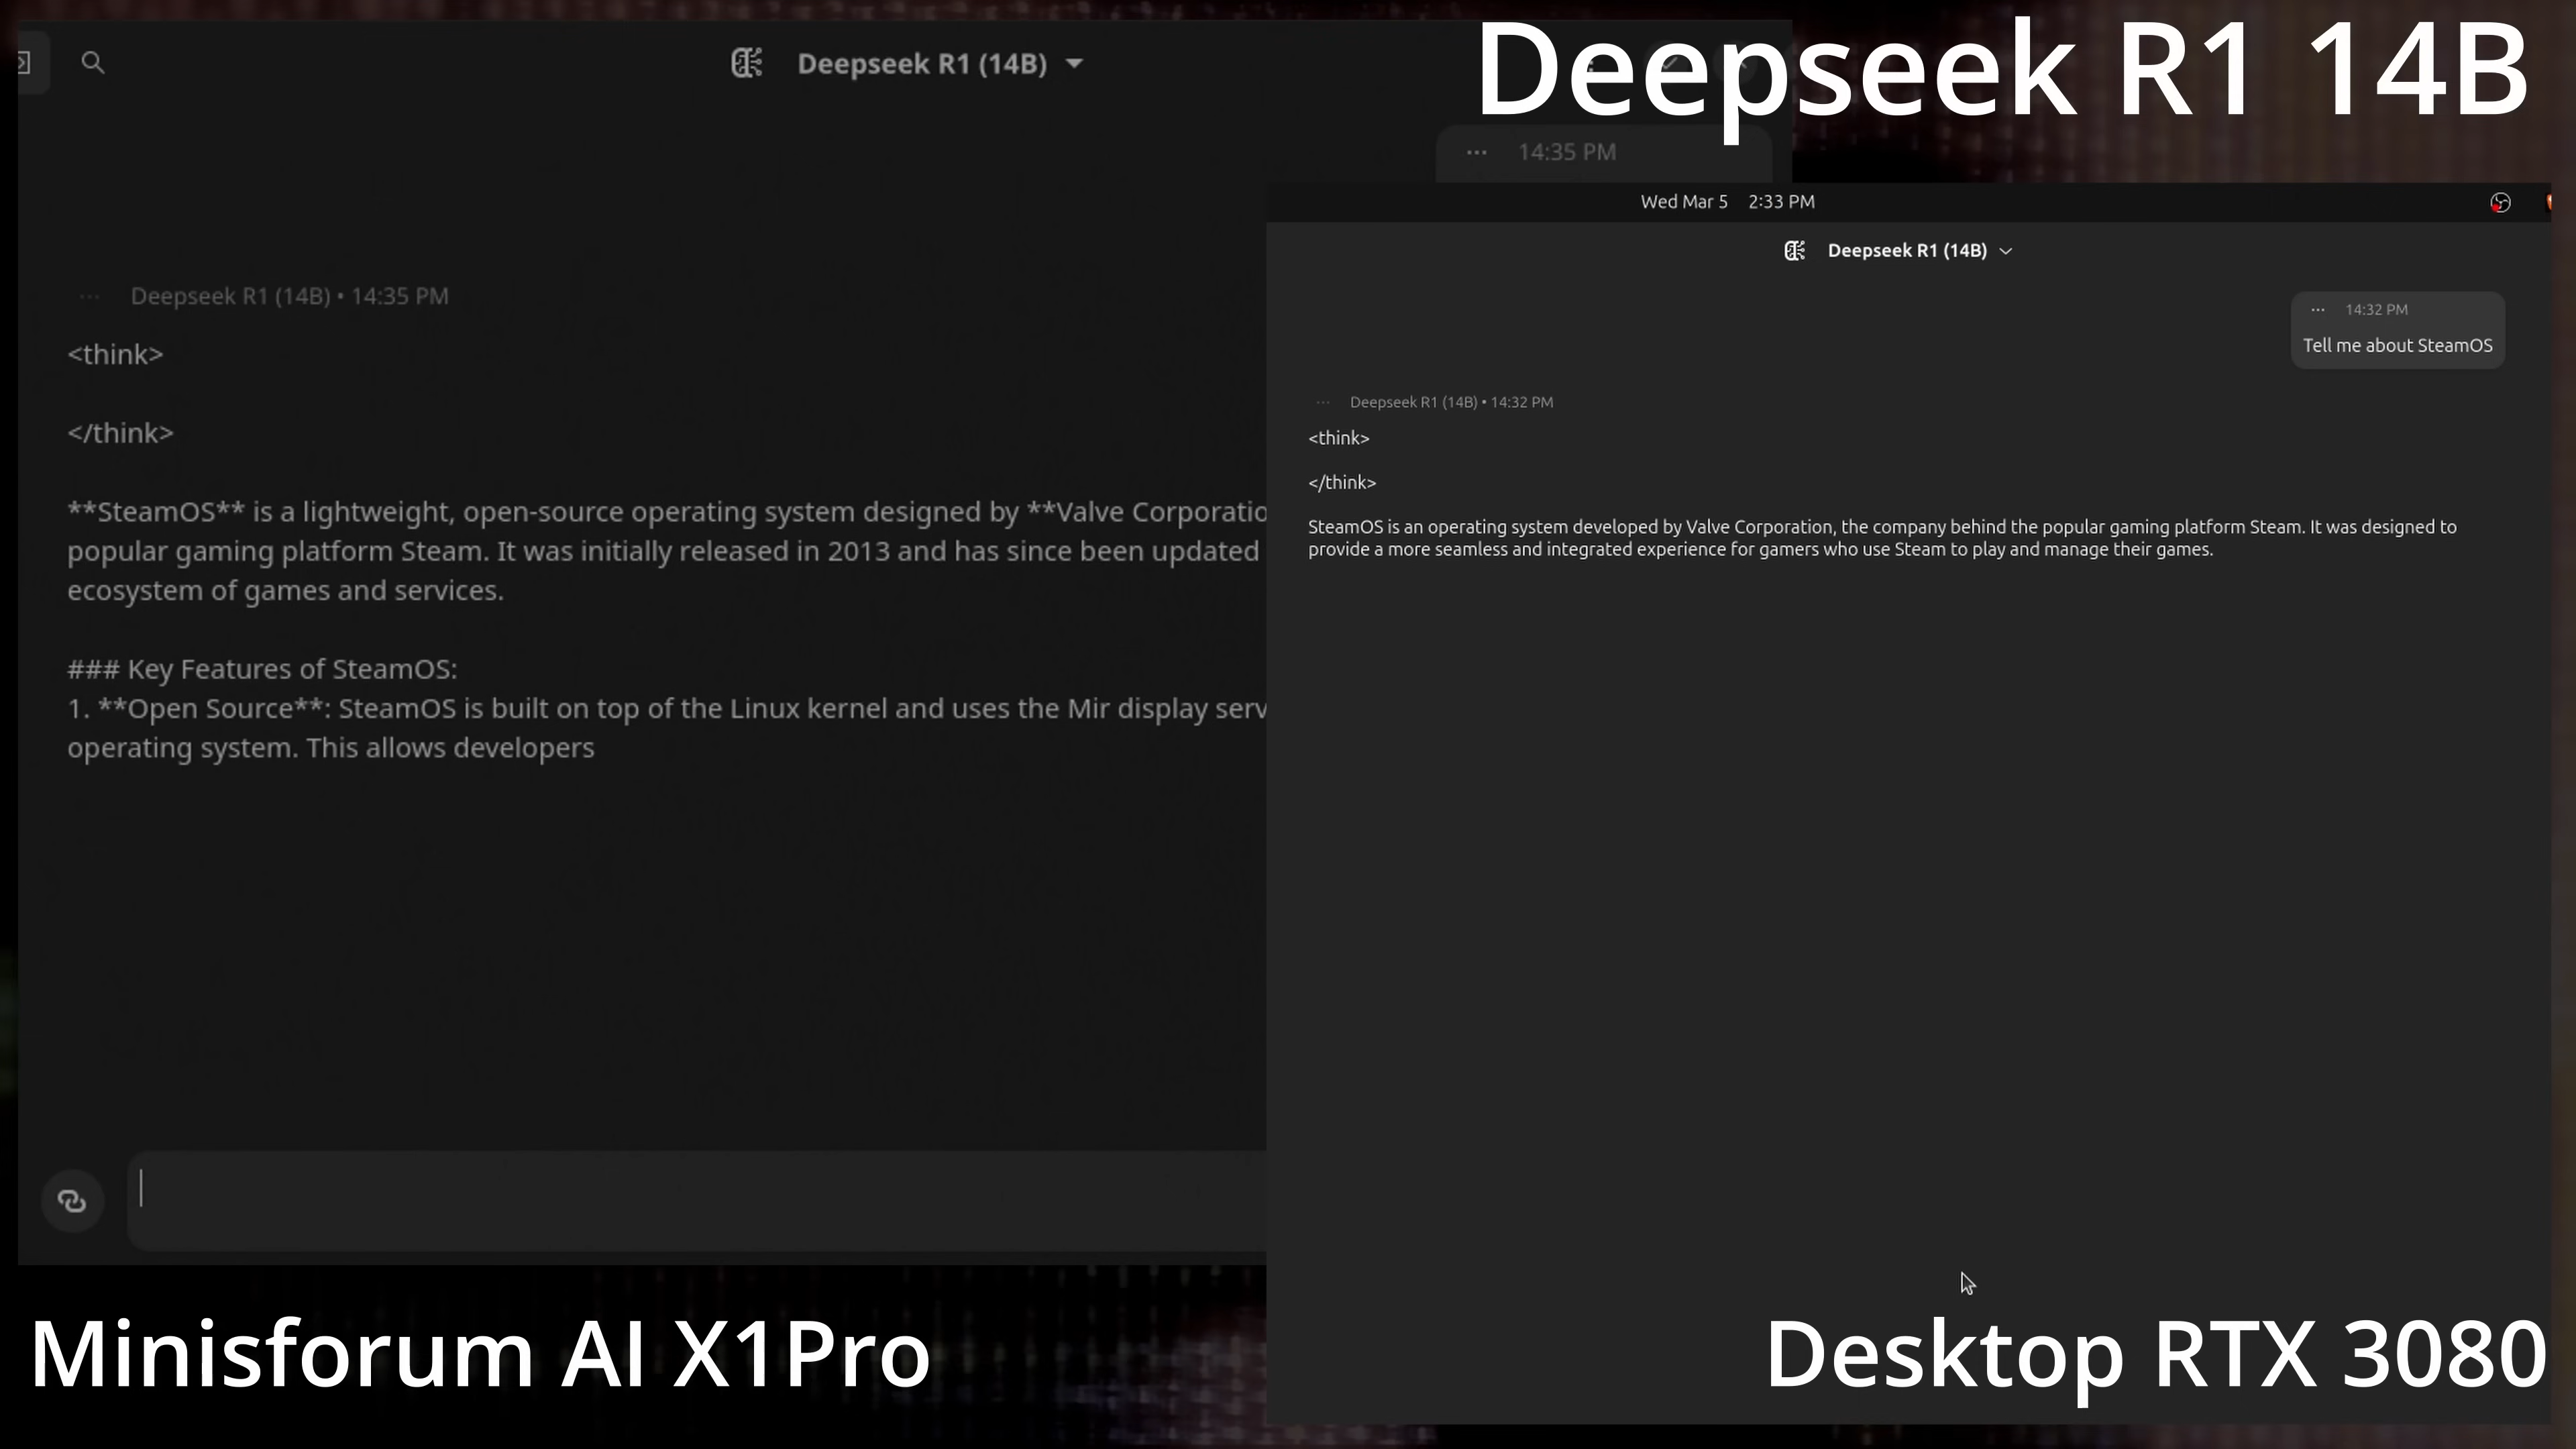 Deepseek R1 14B
Deepseek R1 (14B)
14:35 PM
Deepseek R1 (14B) • 14:35 PM
<think>
</think>
**SteamOS** is a lightweight, open-source operating system designed by **Valve Corporatio
popular gaming platform Steam. It was initially released in 2013 and has since been updated
ecosystem of games and services.
### Key Features of SteamOS:
1. **Open Source**: SteamOS is built on top of the Linux kernel and uses the Mir display serv
operating system. This allows developers
Minisforum AI X1Pro
Wed Mar 5 2:33 PM
Deepseek R1 (14B)
14:32 PM
Tell me about SteamOS
Deepseek R1 (14B) • 14:32 PM
<think>
</think>
SteamOS is an operating system developed by Valve Corporation, the company behind the popular gaming platform Steam. It was designed to
provide a more seamless and integrated experience for gamers who use Steam to play and manage their games.
Desktop RTX 3080